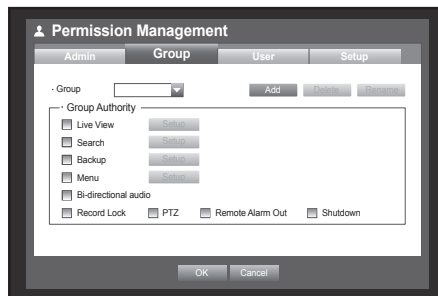 Permission Management
Admin Group User Setup
· Group Add Delete Rename
· Group Authority
Live View Setup
Search Setup
Backup Setup
Menu Setup
Bi-directional audio
Record Lock PTZ Remote Alarm Out Shutdown
OK Cancel